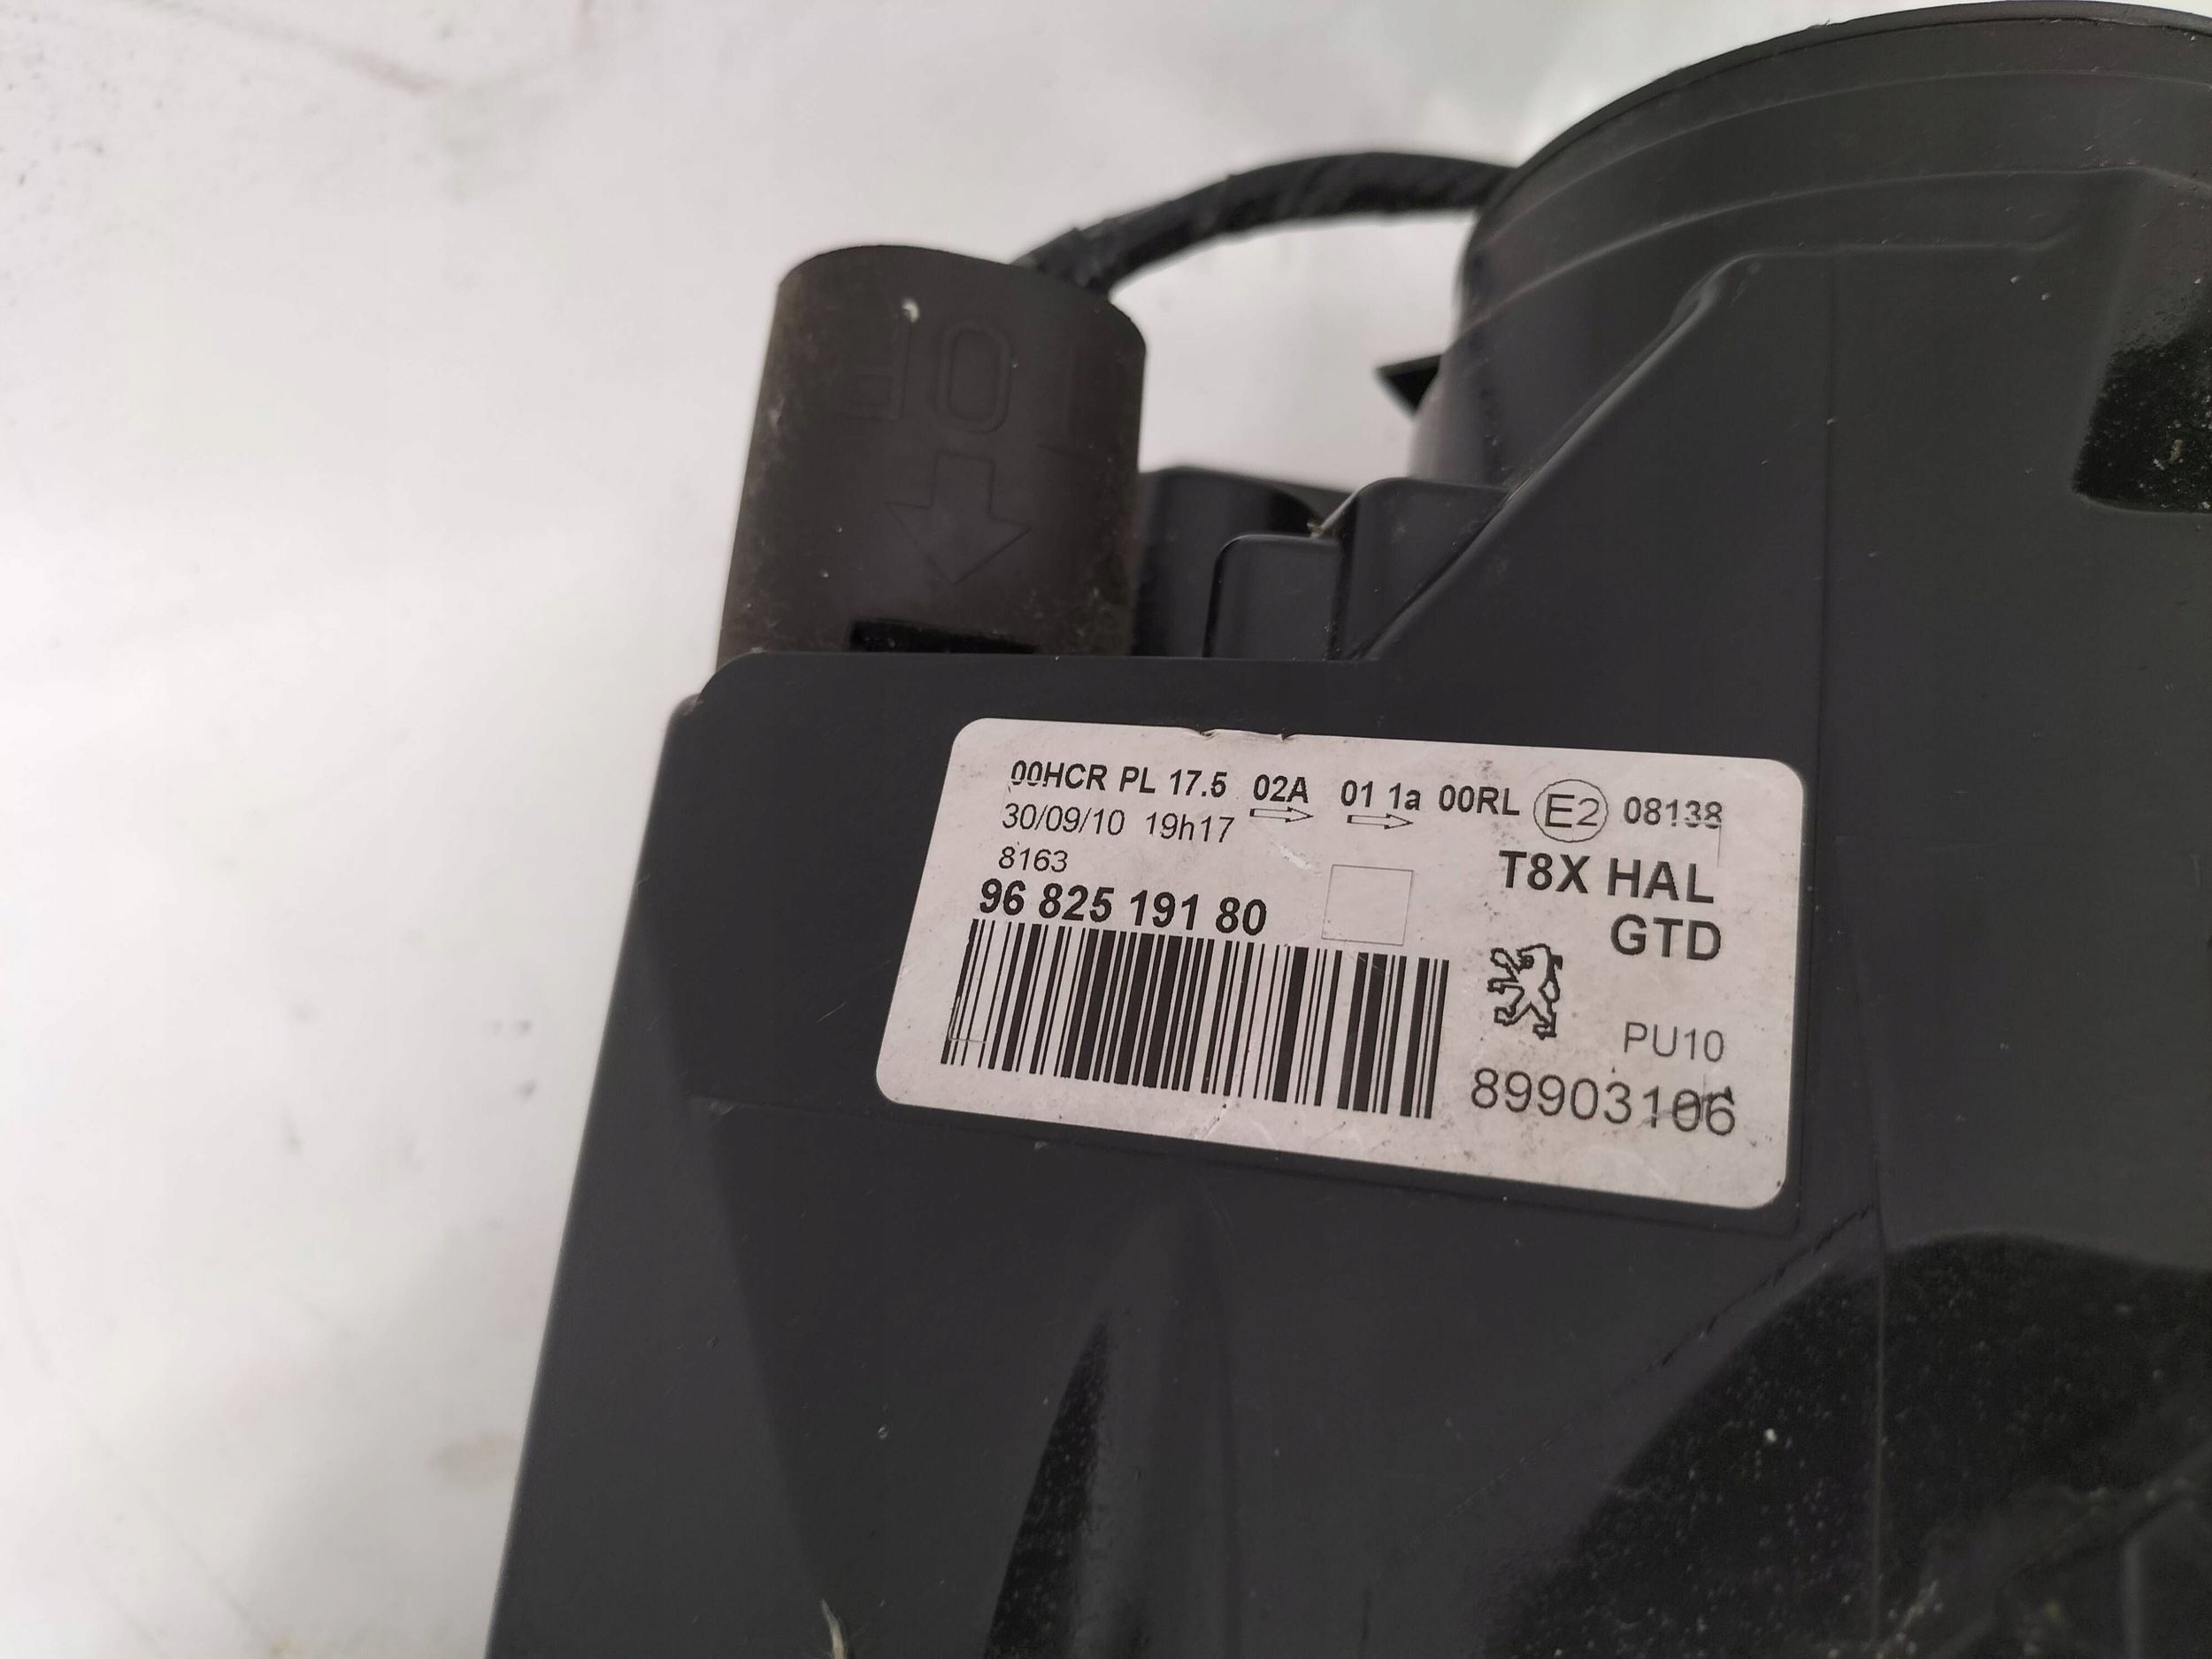 TOP
00HCR PL 17.5 02A 01 1a 00RL E2 08138
30/09/10 19h17
8163
T8X HAL
96 825 191 80
GTD
PU10
89903106